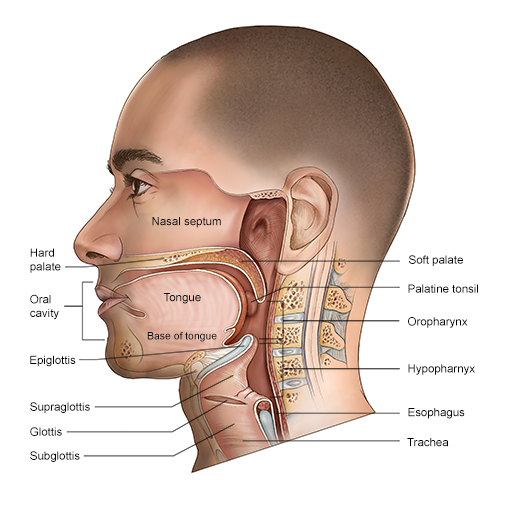 Nasal septum
Hard
palate
Oral
cavity
Tongue
Base of tongue
Epiglottis
Supraglottis
Glottis
Subglottis
Soft palate
Palatine tonsil
Oropharynx
Hypopharnyx
Esophagus
Trachea